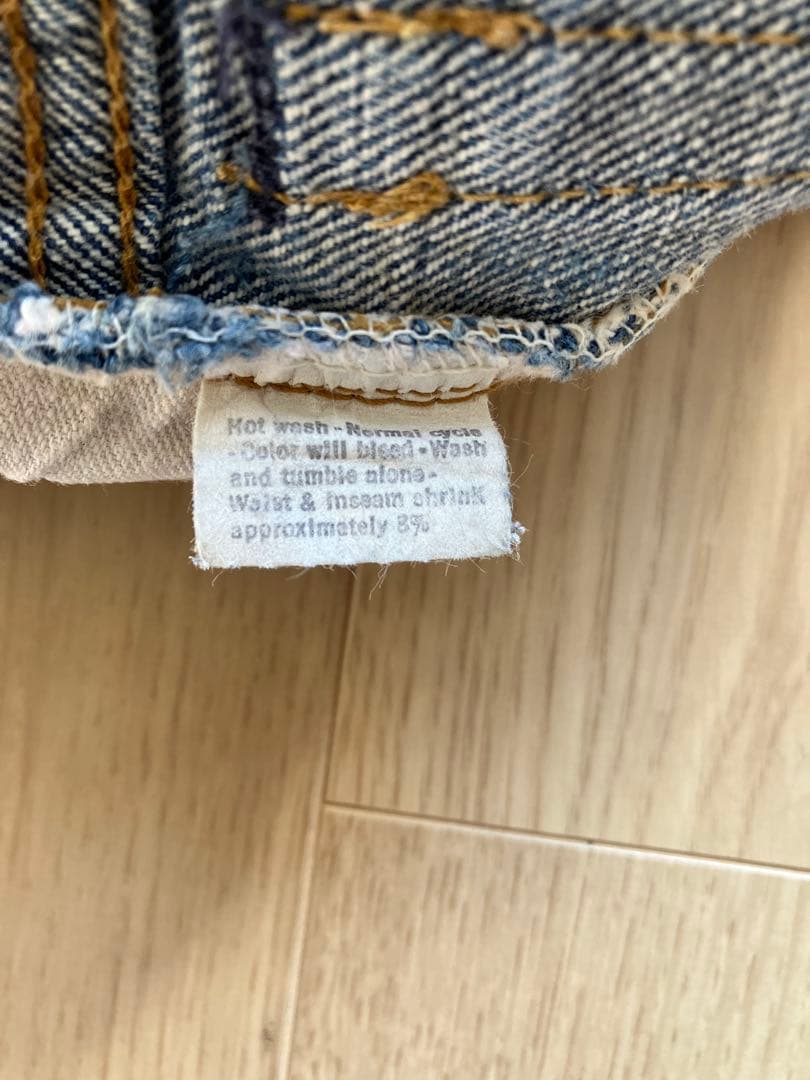 Hot wash - Normal cycle
- Color will bleed - Wash
and tumble alone -
Waist & inseam shrink
approximately 8%